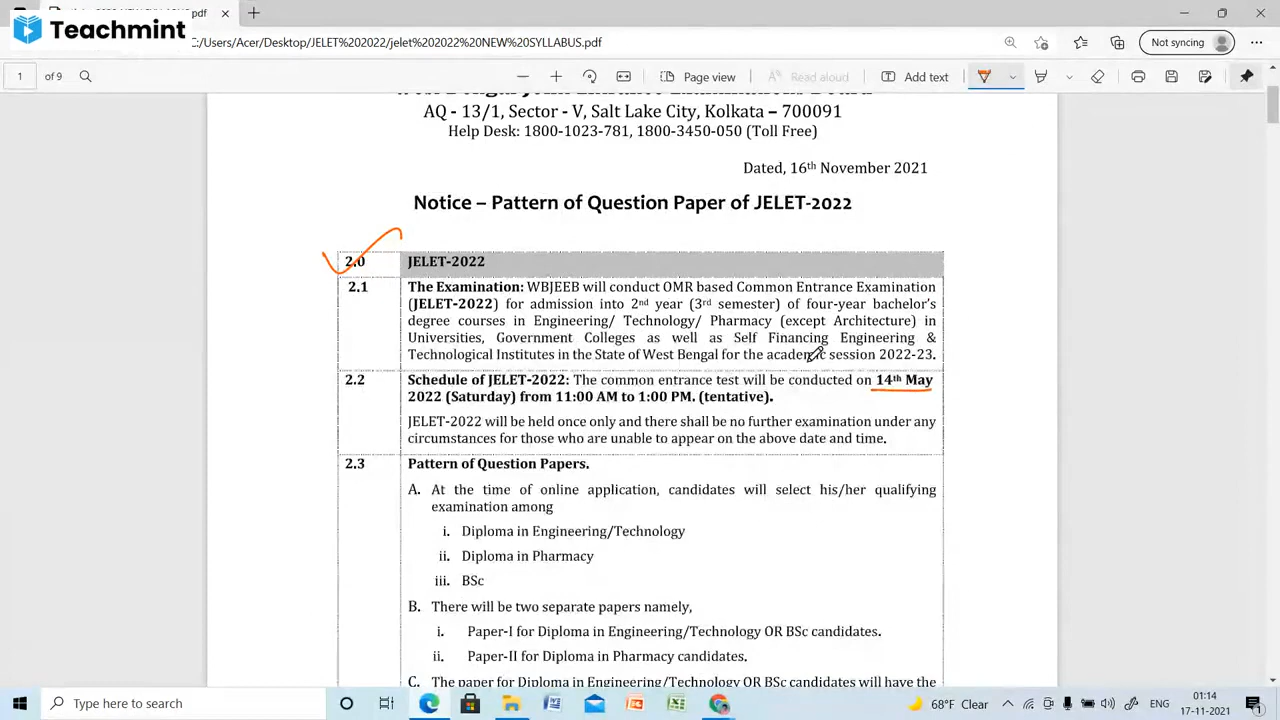 Teachmint
pdf
C:/Users/Acer/Desktop/JELET%202022/jelet%202022%20NEW%20SYLLABUS.pdf
Not syncing
1 of 9
Page view
Read aloud
Add text
AQ - 13/1, Sector - V, Salt Lake City, Kolkata – 700091
Help Desk: 1800-1023-781, 1800-3450-050 (Toll Free)
Dated, 16th November 2021
Notice – Pattern of Question Paper of JELET-2022
2.0 JELET-2022
2.1 The Examination: WBJEEB will conduct OMR based Common Entrance Examination
(JELET-2022) for admission into 2nd year (3rd semester) of four-year bachelor's
degree courses in Engineering/ Technology/ Pharmacy (except Architecture) in
Universities, Government Colleges as well as Self Financing Engineering &
Technological Institutes in the State of West Bengal for the academic session 2022-23.
2.2 Schedule of JELET-2022: The common entrance test will be conducted on 14th May
2022 (Saturday) from 11:00 AM to 1:00 PM. (tentative).
JELET-2022 will be held once only and there shall be no further examination under any
circumstances for those who are unable to appear on the above date and time.
2.3 Pattern of Question Papers.
A. At the time of online application, candidates will select his/her qualifying
examination among
i. Diploma in Engineering/Technology
ii. Diploma in Pharmacy
iii. BSc
B. There will be two separate papers namely,
i. Paper-I for Diploma in Engineering/Technology OR BSc candidates.
ii. Paper-II for Diploma in Pharmacy candidates.
C. The paper for Diploma in Engineering/Technology OR BSc candidates will have the
Type here to search
68°F Clear
ENG
01:14
17-11-2021